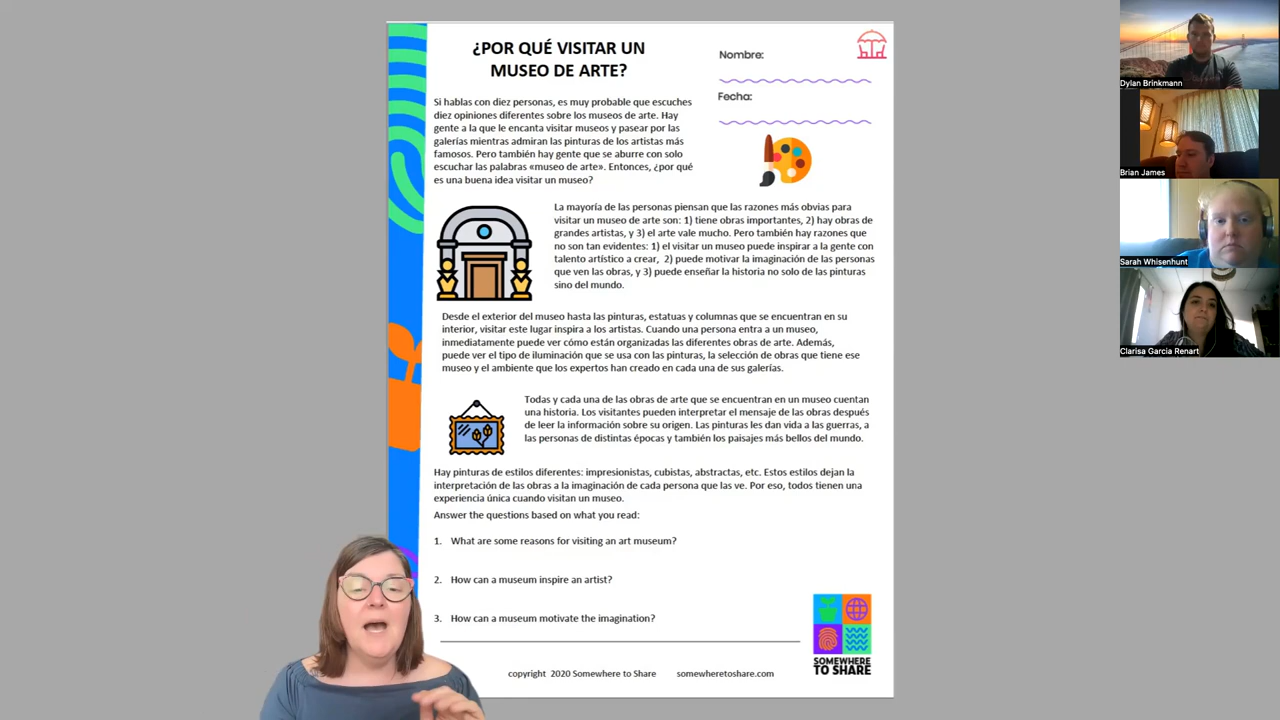 ¿POR QUÉ VISITAR UN
MUSEO DE ARTE?
Nombre:
Fecha:
Si hablas con diez personas, es muy probable que escuches
diez opiniones diferentes sobre los museos de arte. Hay
gente a la que le encanta visitar museos y pasear por las
galerías mientras admiran las pinturas de los artistas más
famosos. Pero también hay gente que se aburre con solo
escuchar las palabras «museo de arte». Entonces, ¿por qué
es una buena idea visitar un museo?
La mayoría de las personas piensan que las razones más obvias para
visitar un museo de arte son: 1) tiene obras importantes, 2) hay obras de
grandes artistas, y 3) el arte vale mucho. Pero también hay razones que
no son tan evidentes: 1) el visitar un museo puede inspirar a la gente con
talento artístico a crear, 2) puede motivar la imaginación de las personas
que ven las obras, y 3) puede enseñar la historia no solo de las pinturas
sino del mundo.
Desde el exterior del museo hasta las pinturas, estatuas y columnas que se encuentran en su
interior, visitar este lugar inspira a los artistas. Cuando una persona entra a un museo,
inmediatamente puede ver cómo están organizadas las diferentes obras de arte. Además,
puede ver el tipo de iluminación que se usa con las pinturas, la selección de obras que tiene ese
museo y el ambiente que los expertos han creado en cada una de sus galerías.
Todas y cada una de las obras de arte que se encuentran en un museo cuentan
una historia. Los visitantes pueden interpretar el mensaje de las obras después
de leer la información sobre su origen. Las pinturas les dan vida a las guerras, a
las personas de distintas épocas y también los paisajes más bellos del mundo.
Hay pinturas de estilos diferentes: impresionistas, cubistas, abstractas, etc. Estos estilos dejan la
interpretación de las obras a la imaginación de cada persona que las ve. Por eso, todos tienen una
experiencia única cuando visitan un museo.
Answer the questions based on what you read:
1. What are some reasons for visiting an art museum?
2. How can a museum inspire an artist?
3. How can a museum motivate the imagination?
SOMEWHERE
TO SHARE
copyright 2020 Somewhere to Share somewheretoshare.com
Dylan Brinkmann
Brian James
Sarah Whisenhunt
Clarisa Garcia Renart